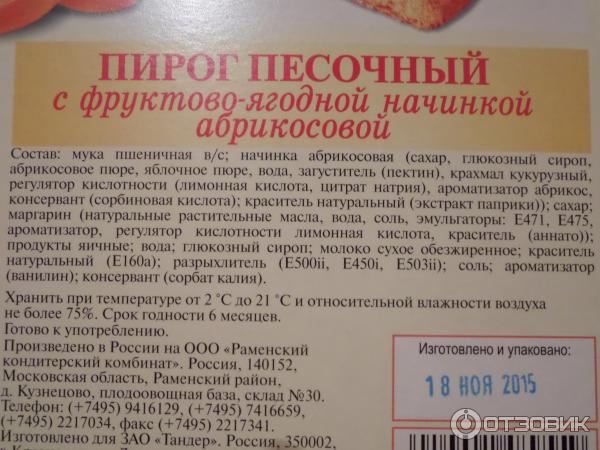 ПИРОГ ПЕСОЧНЫЙ
с фруктово-ягодной начинкой
абрикосовой
Состав: мука пшеничная в/с; начинка абрикосовая (сахар, глюкозный сироп,
абрикосовое пюре, яблочное пюре, вода, загуститель (пектин), крахмал кукурузный,
регулятор кислотности (лимонная кислота, цитрат натрия), ароматизатор абрикос,
консервант (сорбиновая кислота); краситель натуральный (экстракт паприки)); сахар;
маргарин (натуральные растительные масла, вода, соль, эмульгаторы: Е471, Е475,
ароматизатор, регулятор кислотности лимонная кислота, краситель (аннато));
продукты яичные; вода; глюкозный сироп; молоко сухое обезжиренное; краситель
натуральный (Е160а); разрыхлитель (Е500ii, Е450i, Е503ii); соль; ароматизатор
(ванилин); консервант (сорбат калия).
Хранить при температуре от 2 °С до 21 °С и относительной влажности воздуха
не более 75%. Срок годности 6 месяцев.
Готово к употреблению.
Произведено в России на ООО «Раменский
кондитерский комбинат». Россия, 140152,
Московская область, Раменский район,
д. Кузнецово, плодоовощная база, склад №30.
Телефоны: (+7495) 9416129, (+7495) 7416659,
(+7495) 2217034, факс (+7495) 2217341.
Изготовлено для ЗАО «Тандер». Россия, 350002,
Изготовлено и упаковано:
18 НОЯ 2015
ОТЗОВИК